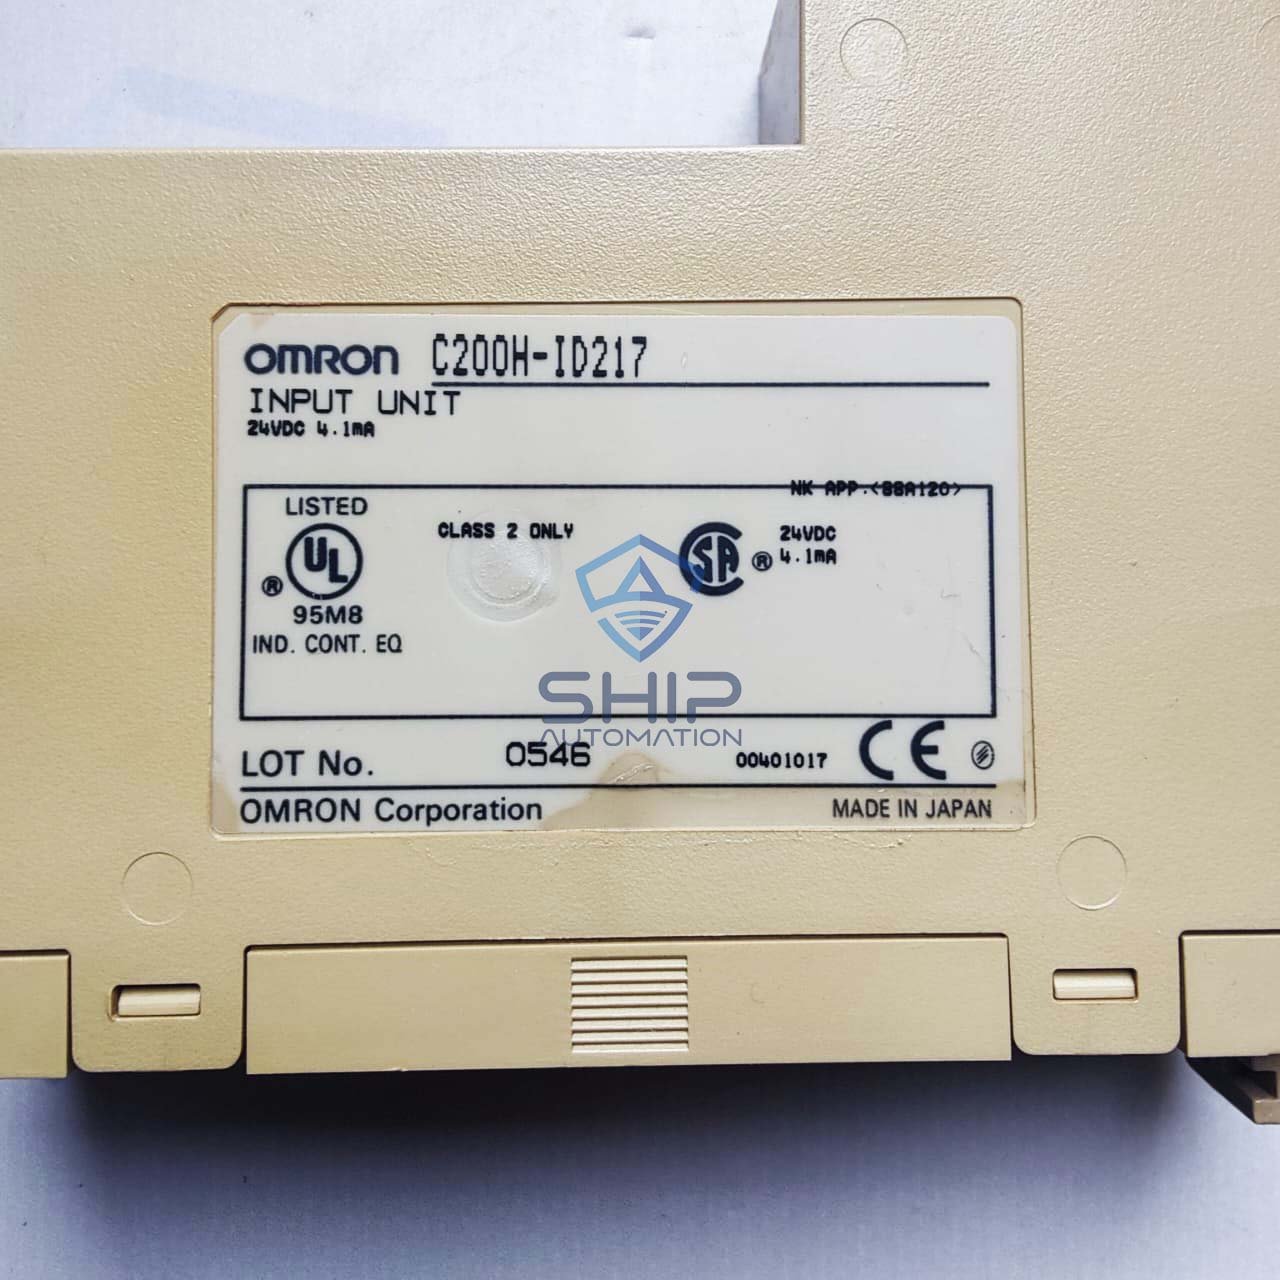 OMRON C200H-ID217
INPUT UNIT
24VDC 4.1mA
NK APP.<88A120>
LISTED
UL
®
95M8
IND. CONT. EQ
CLASS 2 ONLY
SA ®
24VDC
4.1mA
SHIP
AUTOMATION
LOT No. 0546 00401017 CE
OMRON Corporation MADE IN JAPAN